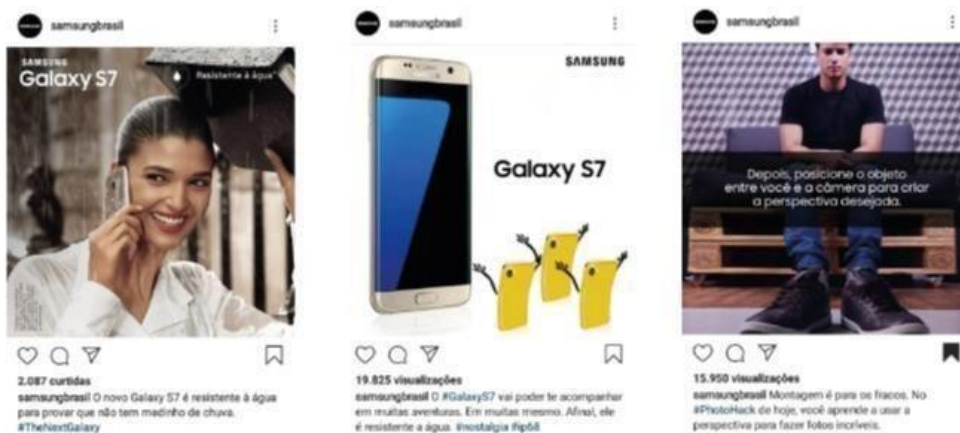 samsungbrasil
SAMSUNG
Galaxy S7
Resistente à água
2.087 curtidas
samsungbrasil O novo Galaxy S7 é resistente à água
para provar que não tem medinho de chuva.
#TheNextGalaxy
samsungbrasil
SAMSUNG
Galaxy S7
19.825 visualizações
samsungbrasil O #GalaxyS7 vai poder te acompanhar
em muitas aventuras. Em muitas mesmo. Afinal, ele
é resistente a água. #nostalgia #ip68
samsungbrasil
Depois, posicione o objeto
entre você e a câmera para criar
a perspectiva desejada.
15.950 visualizações
samsungbrasil Montagem é para os fracos. No
#PhotoHack de hoje, você aprende a usar a
perspectiva para fazer fotos incríveis.